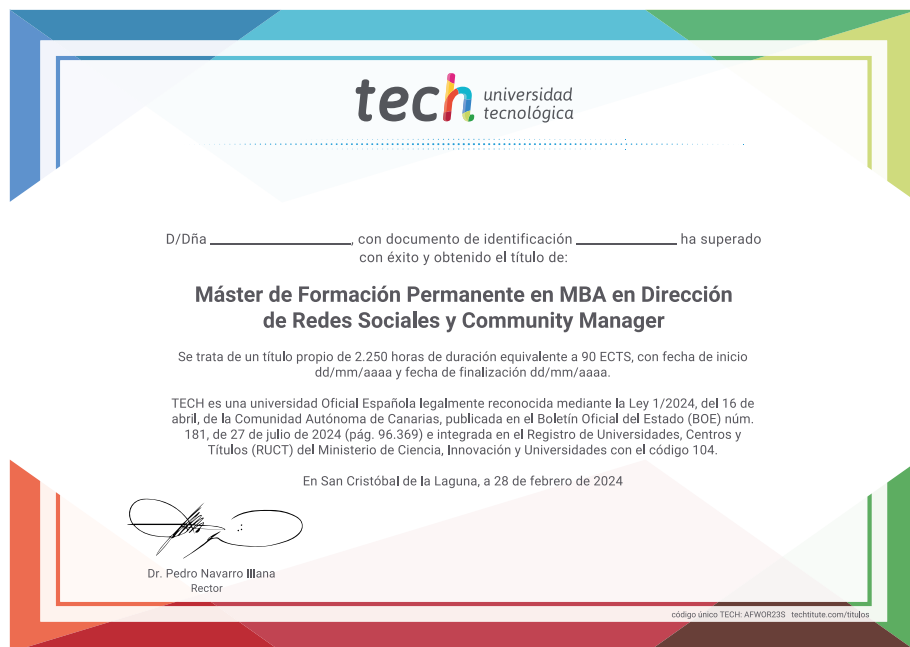 tech universidad
tecnológica
D/Dña ____________________, con documento de identificación ______________ ha superado
con éxito y obtenido el título de:
Máster de Formación Permanente en MBA en Dirección
de Redes Sociales y Community Manager
Se trata de un título propio de 2.250 horas de duración equivalente a 90 ECTS, con fecha de inicio
dd/mm/aaaa y fecha de finalización dd/mm/aaaa.
TECH es una universidad Oficial Española legalmente reconocida mediante la Ley 1/2024, del 16 de
abril, de la Comunidad Autónoma de Canarias, publicada en el Boletín Oficial del Estado (BOE) núm.
181, de 27 de julio de 2024 (pág. 96.369) e integrada en el Registro de Universidades, Centros y
Títulos (RUCT) del Ministerio de Ciencia, Innovación y Universidades con el código 104.
En San Cristóbal de la Laguna, a 28 de febrero de 2024
Dr. Pedro Navarro Illana
Rector
código único TECH: AFWOR23S techtitute.com/titulos